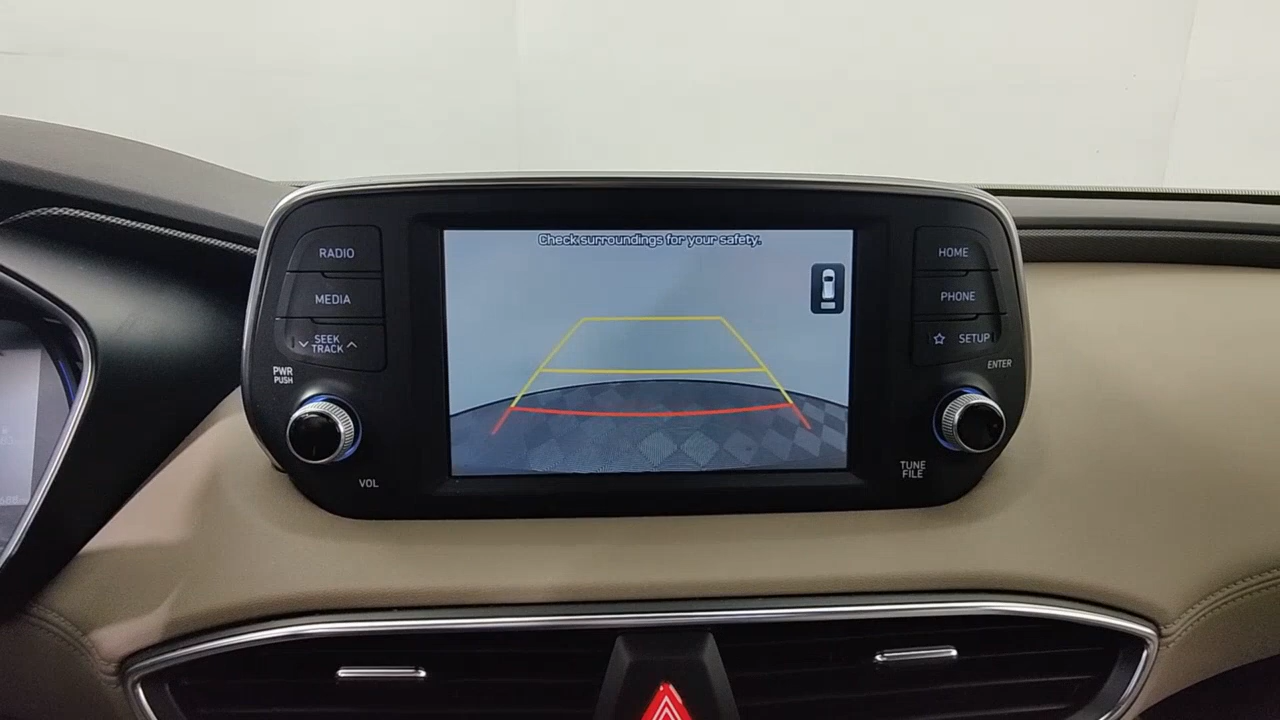 Check surroundings for your safety.
RADIO
MEDIA
SEEK
TRACK
PWR
PUSH
VOL
HOME
PHONE
SETUP
ENTER
TUNE
FILE